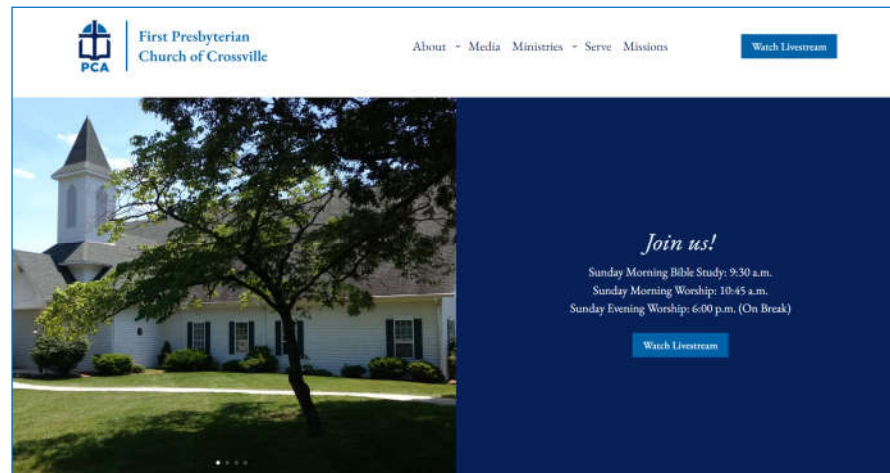 PCA
First Presbyterian
Church of Crossville
About Media Ministries Serve Missions
Watch Livestream
Join us!
Sunday Morning Bible Study: 9:30 a.m.
Sunday Morning Worship: 10:45 a.m.
Sunday Evening Worship: 6:00 p.m. (On Break)
Watch Livestream